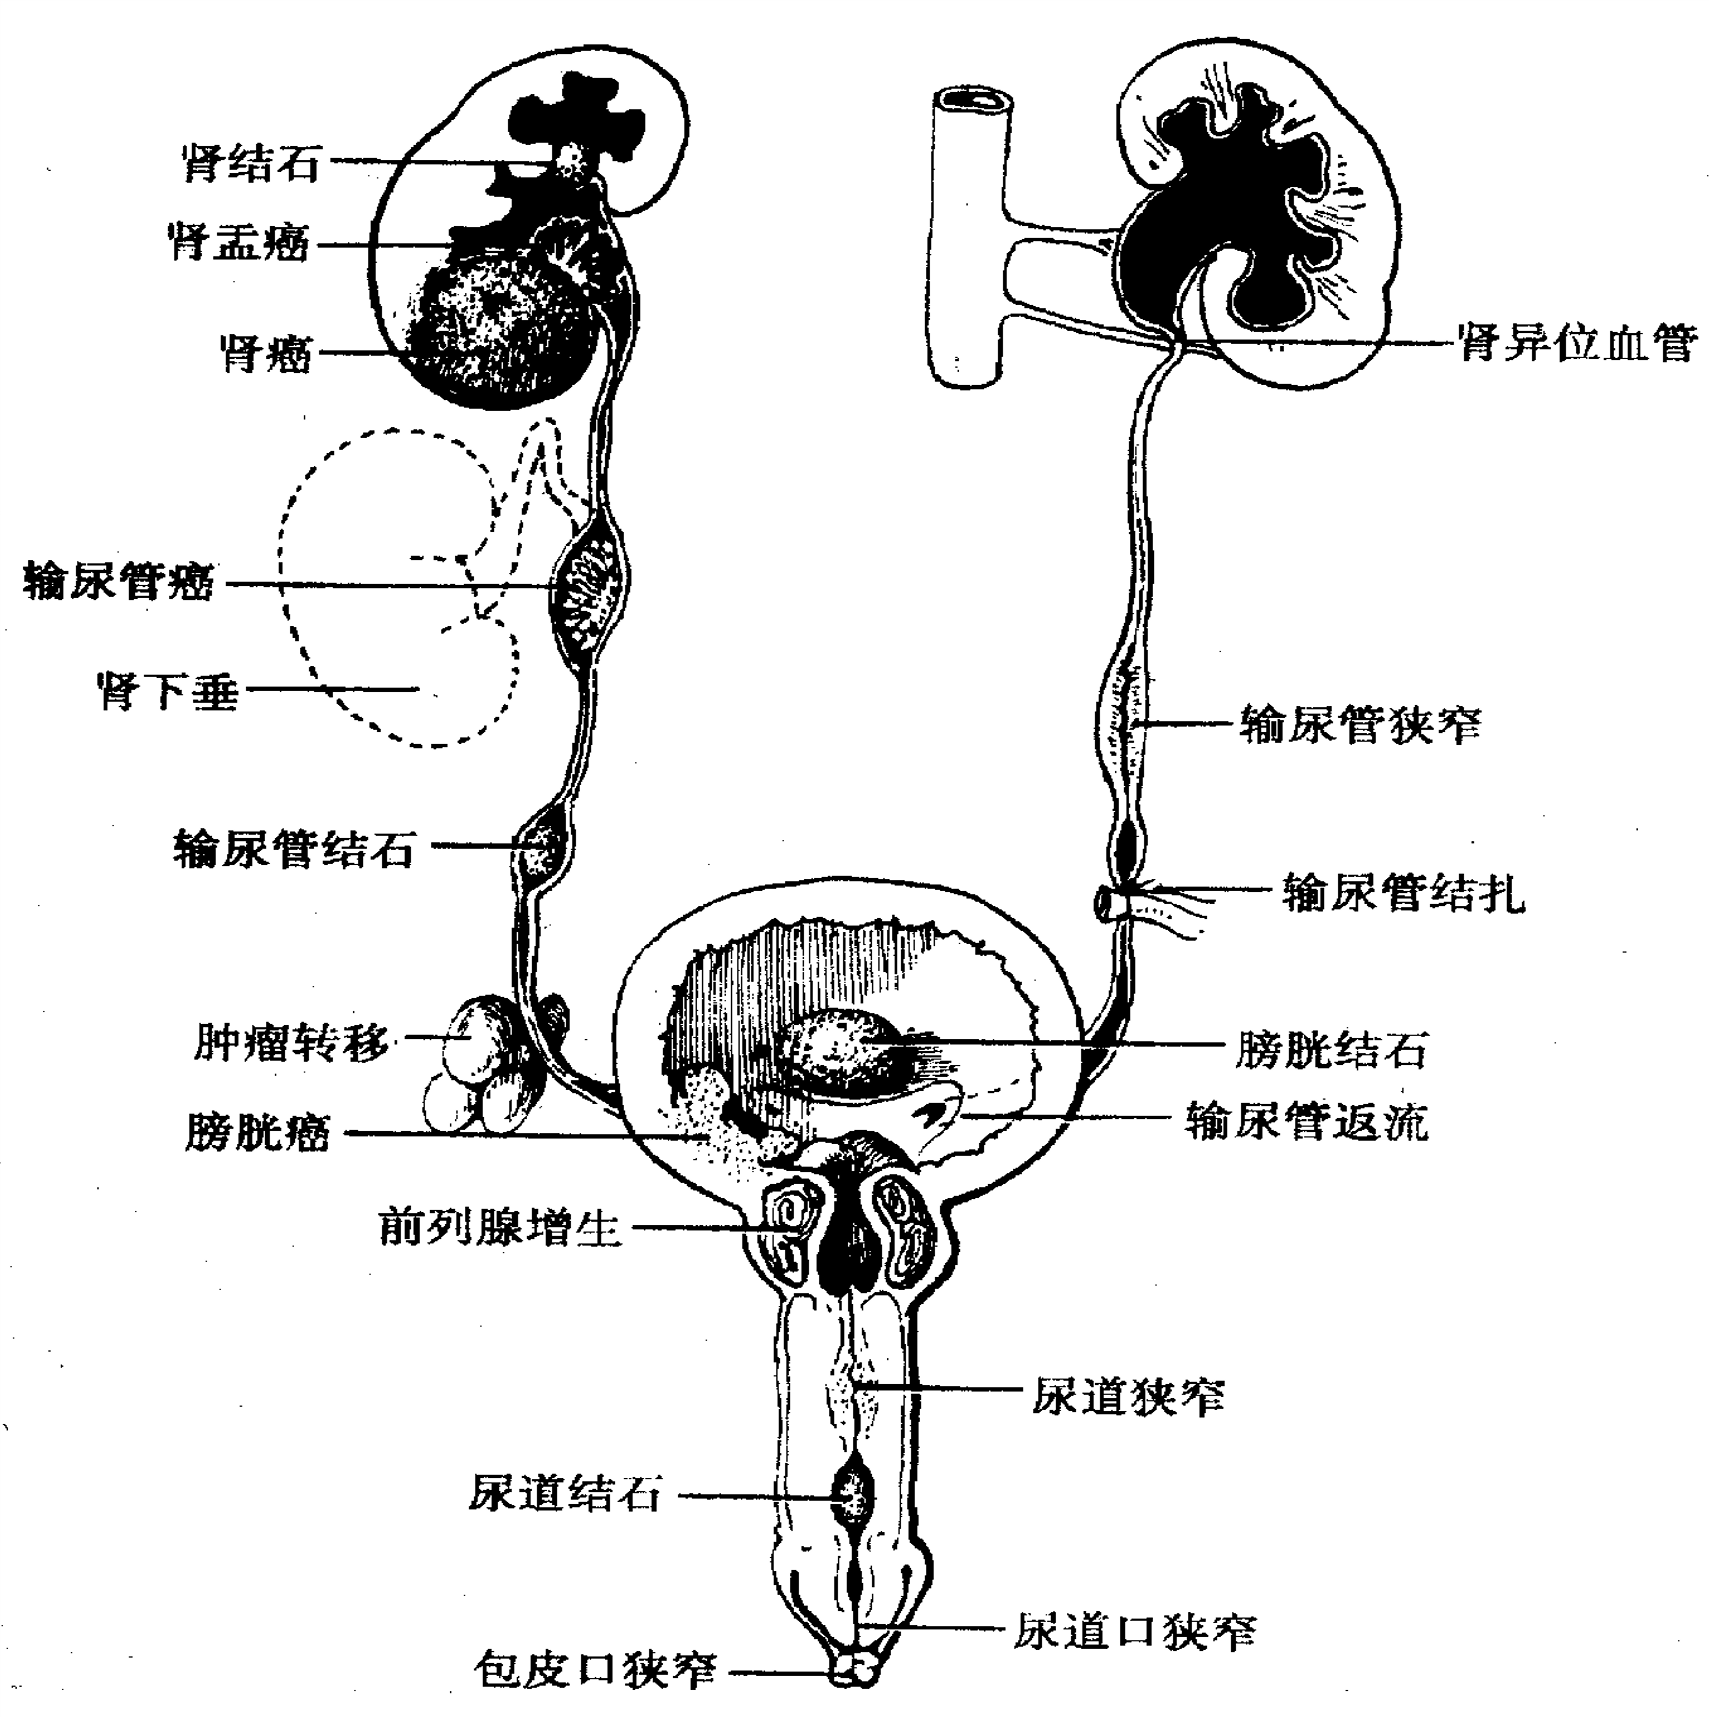 肾结石
肾盂癌
肾癌
肾异位血管
输尿管癌
肾下垂
输尿管狭窄
输尿管结石
输尿管结扎
肿瘤转移
膀胱结石
膀胱癌
输尿管返流
前列腺增生
尿道狭窄
尿道结石
尿道口狭窄
包皮口狭窄